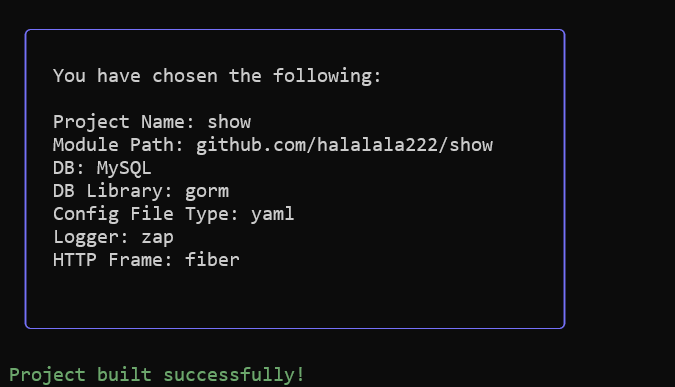 You have chosen the following:
Project Name: show
Module Path: github.com/halalala222/show
DB: MySQL
DB Library: gorm
Config File Type: yaml
Logger: zap
HTTP Frame: fiber
Project built successfully!